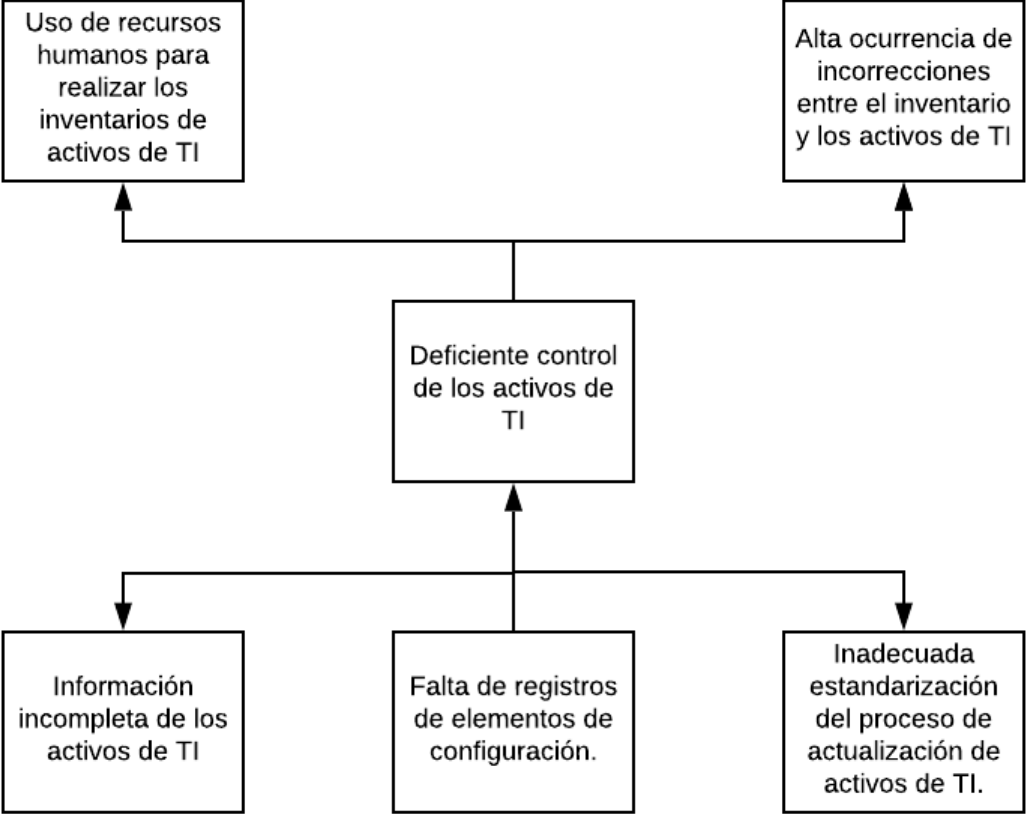 Uso de recursos
humanos para
realizar los
inventarios de
activos de TI
Alta ocurrencia de
incorrecciones
entre el inventario
y los activos de TI
Deficiente control
de los activos de
TI
Información
incompleta de los
activos de TI
Falta de registros
de elementos de
configuración.
Inadecuada
estandarización
del proceso de
actualización de
activos de TI.